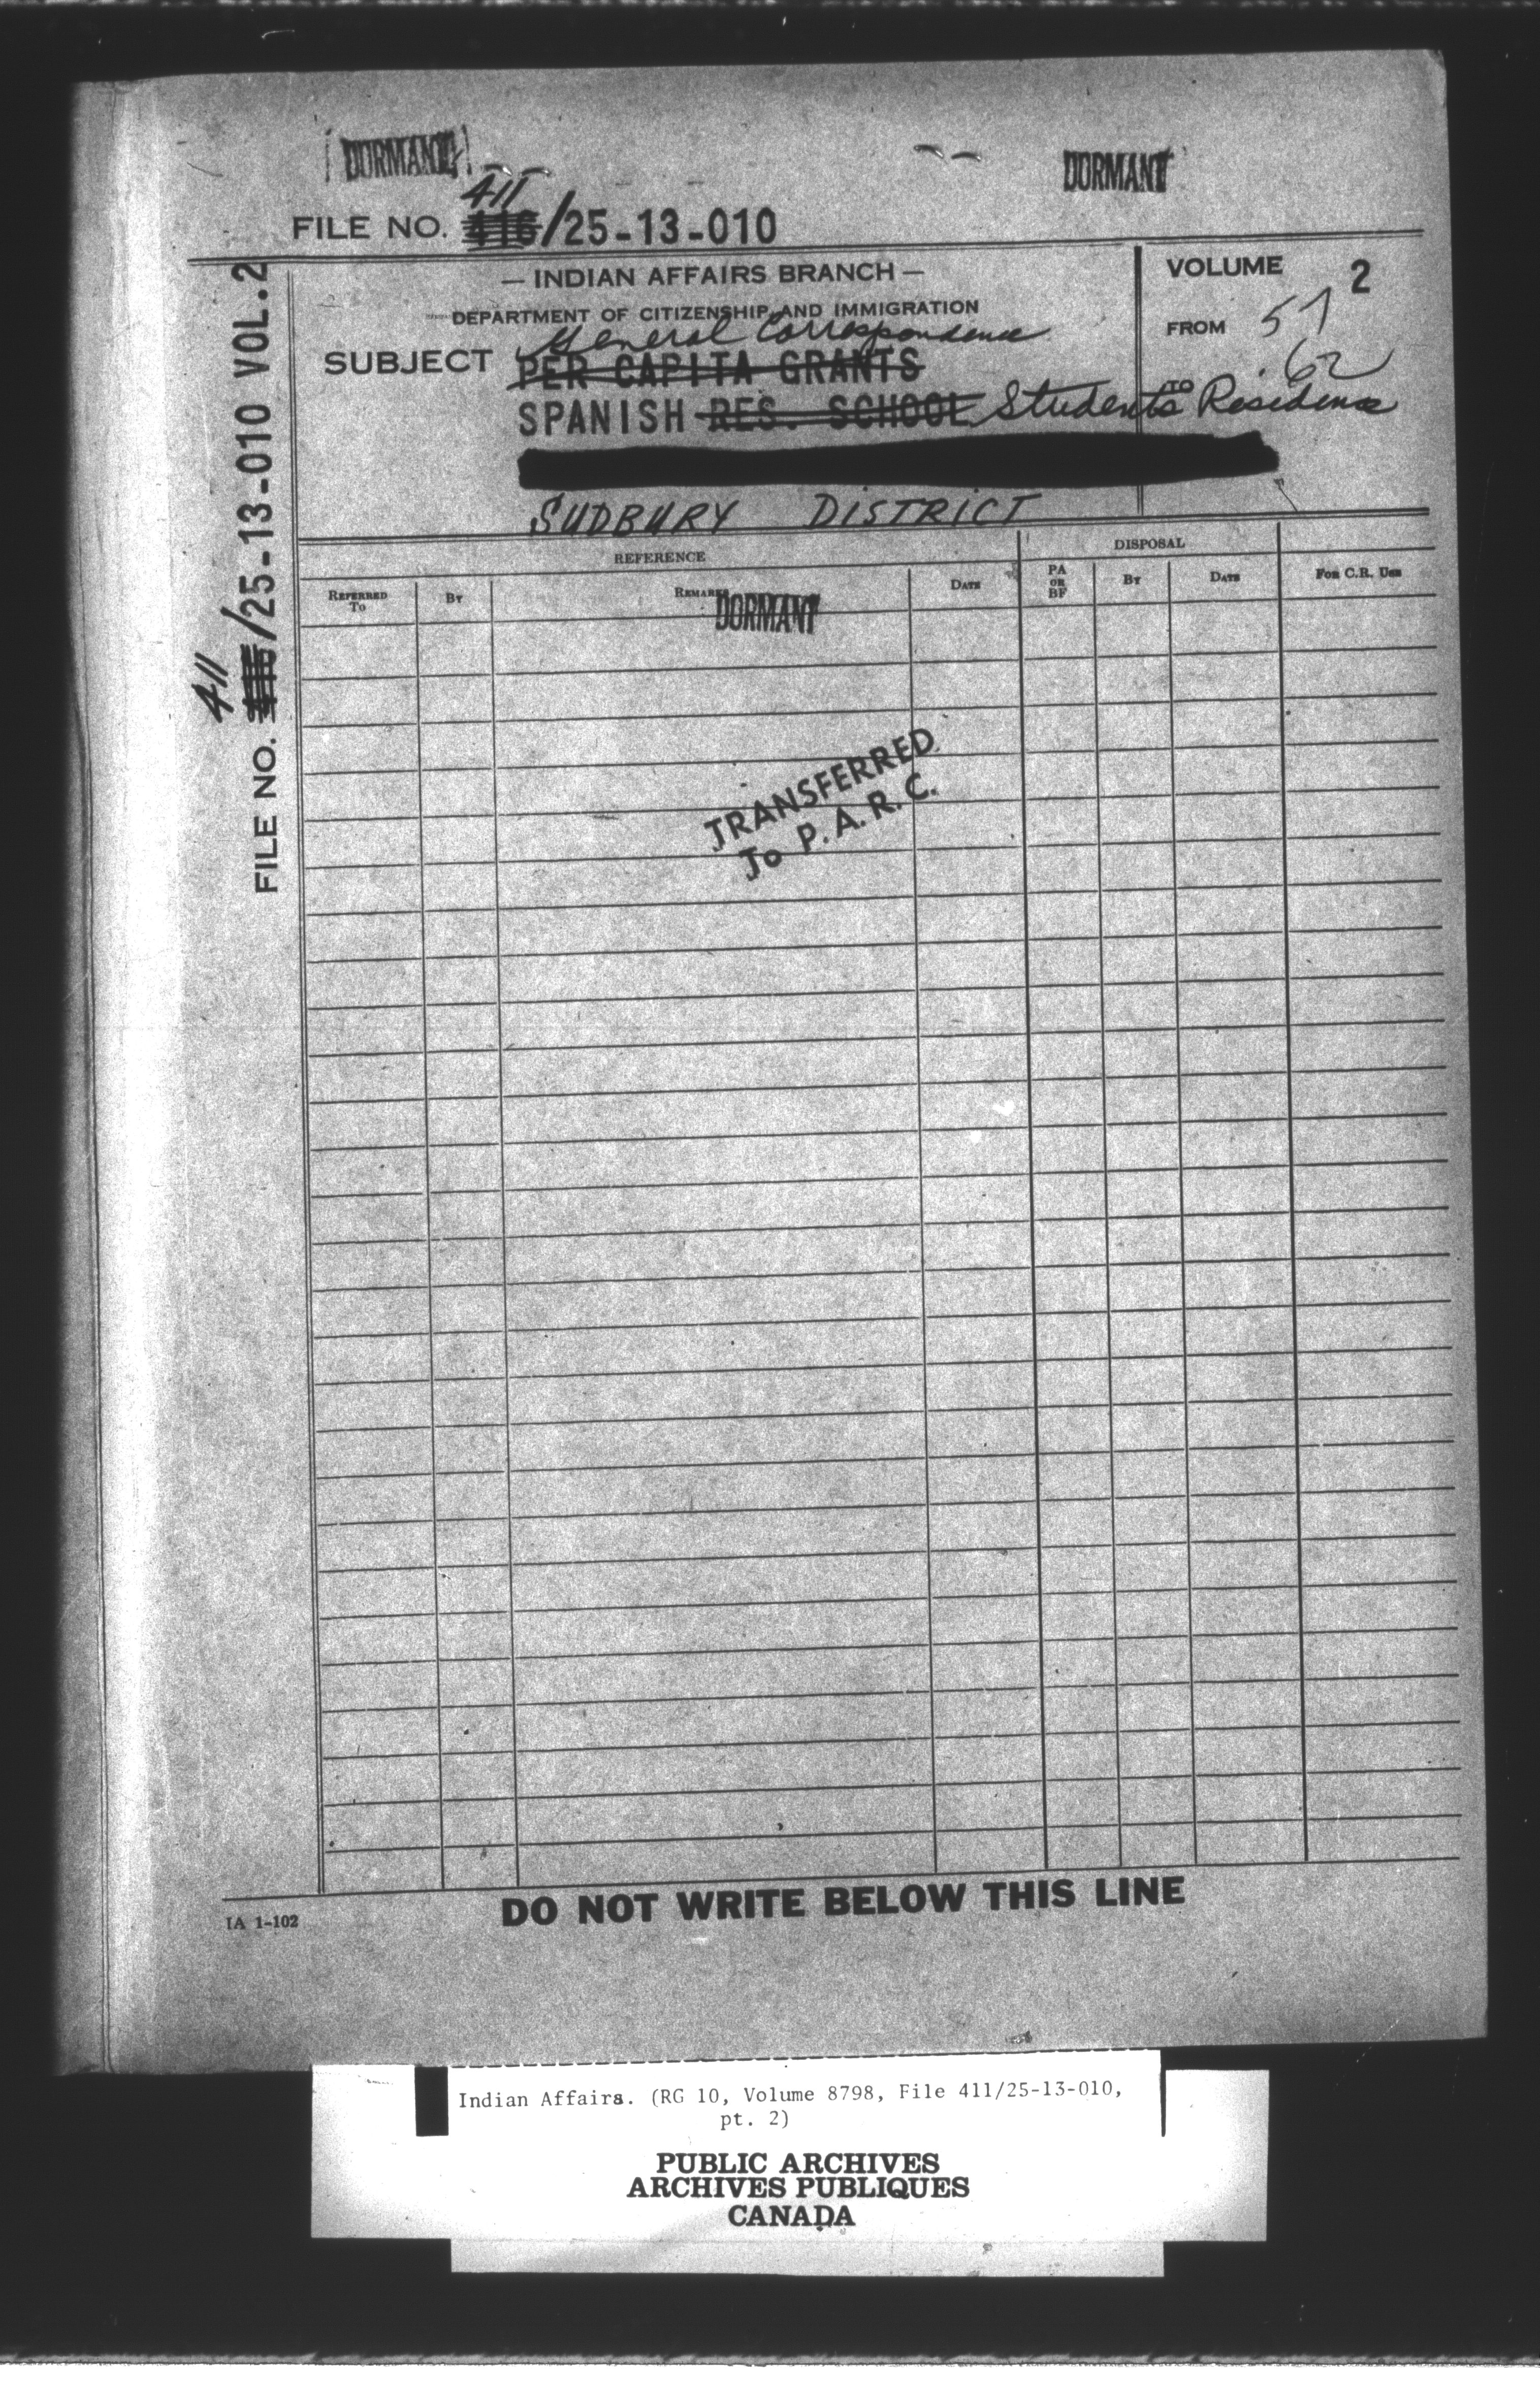 DORMANT
DORMANT
411
FILE NO. 416/25-13-010
— INDIAN AFFAIRS BRANCH —
DEPARTMENT OF CITIZENSHIP AND IMMIGRATION
General Correspondence
SUBJECT PER CAPITA GRANTS
SPANISH RES. SCHOOL Students Residence
SUDBURY DISTRICT
VOLUME 2
FROM 57
TO 62
FILE NO. 411 /25-13-010 VOL.2
REFERENCE
DISPOSAL
REFERRED TO
BY
REMARKS
DATE
PA OR BF
BY
DATE
FOR C.R. USE
DORMANT
TRANSFERRED
To P.A.R.C.
DO NOT WRITE BELOW THIS LINE
IA 1-102
Indian Affairs. (RG 10, Volume 8798, File 411/25-13-010,
pt. 2)
PUBLIC ARCHIVES
ARCHIVES PUBLIQUES
CANADA